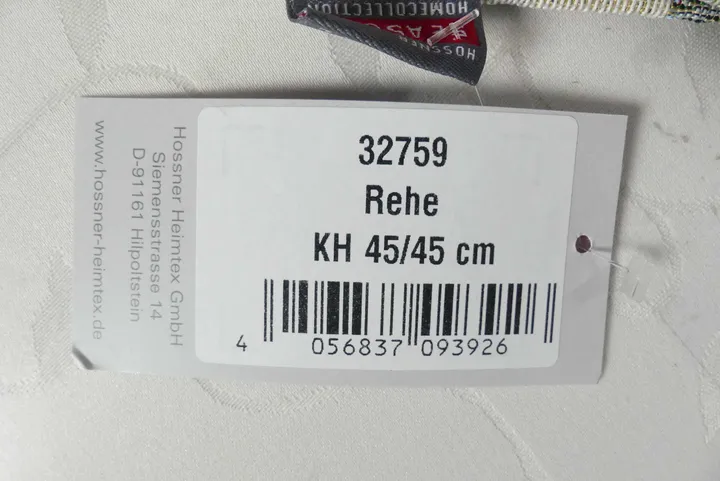 HOMECOLLECTION
HOSSNER
32759
Rehe
KH 45/45 cm
4 056837 093926
Hossner Heimtex GmbH
Siemensstrasse 14
D-91161 Hilpoltstein
www.hossner-heimtex.de